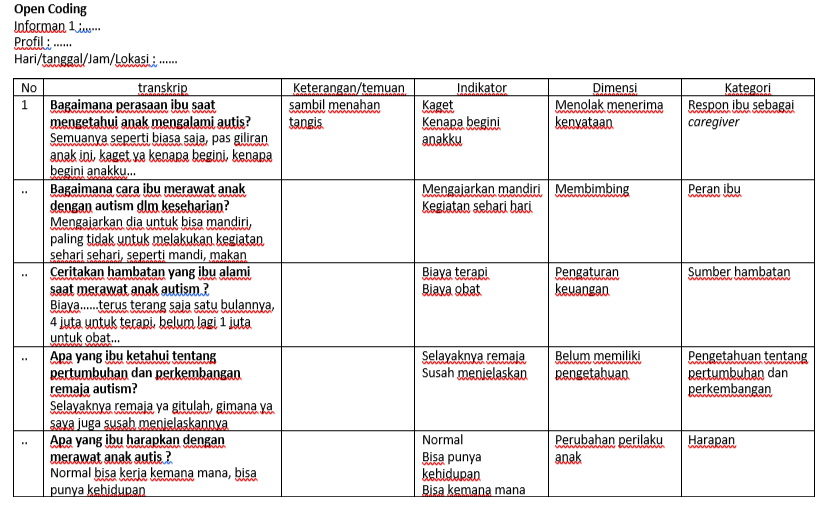 Open Coding
Informan 1 :......
Profil : ......
Hari/tanggal/Jam/Lokasi : ......
No transkrip Keterangan/temuan Indikator Dimensi Kategori
1 Bagaimana perasaan ibu saat sambil menahan Kaget Menolak menerima Respon ibu sebagai
mengetahui anak mengalami autis? tangis Kenapa begini kenyataan caregiver
Semuanya seperti biasa saja, pas giliran anakku
anak ini, kaget ya kenapa begini, kenapa
begini anakku...
.. Bagaimana cara ibu merawat anak Mengajarkan mandiri Membimbing Peran ibu
dengan autism dlm keseharian? Kegiatan sehari hari
Mengajarkan dia untuk bisa mandiri,
paling tidak untuk melakukan kegiatan
sehari sehari, seperti mandi, makan
.. Ceritakan hambatan yang ibu alami Biaya terapi Pengaturan Sumber hambatan
saat merawat anak autism ? Biaya obat keuangan
Biaya......terus terang saja satu bulannya,
4 juta untuk terapi, belum lagi 1 juta
untuk obat...
.. Apa yang ibu ketahui tentang Selayaknya remaja Belum memiliki Pengetahuan tentang
pertumbuhan dan perkembangan Susah menjelaskan pengetahuan pertumbuhan dan
remaja autism? perkembangan
Selayaknya remaja ya gitulah, gimana ya
saya juga susah menjelaskannya
.. Apa yang ibu harapkan dengan Normal Perubahan perilaku Harapan
merawat anak autis ? Bisa punya anak
Normal bisa kerja kemana mana, bisa kehidupan
punya kehidupan Bisa kemana mana